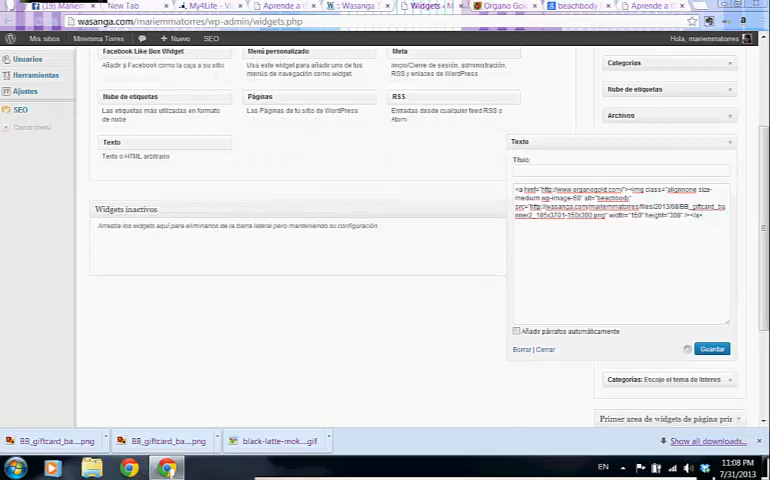 (19) Mariem
New Tab
My4Life - Vi
Aprende a G
:: Wasanga
Widgets ‹ M
Organo Gol
beachbody
Aprende a G
wasanga.com/mariemmatorres/wp-admin/widgets.php
Mis sitios
Mriemma Torres
Nuevo
SEO
Hola, mariemmatorres
Usuarios
Herramientas
Ajustes
SEO
Cerrar menú
Facebook Like Box Widget
Añadir a Facebook como la caja a su sitio
Menú personalizado
Usa este widget para añadir uno de tus menús de navegación como widget
Meta
Inicio/Cierre de sesión, administración, RSS y enlaces de WordPress
Nube de etiquetas
Las etiquetas más utilizadas en formato de nube
Páginas
Las Páginas de tu sitio de WordPress
RSS
Entradas desde cualquier feed RSS o Atom
Texto
Texto o HTML arbitrario
Widgets inactivos
Arrastra los widgets aquí para eliminarlos de la barra lateral pero manteniendo su configuración.
Categorías
Nube de etiquetas
Archivos
Texto
Título:
<a href="http://www.organogold.com/"><img class="alignnone size-
medium wp-image-68" alt="beachbody"
src="http://wasanga.com/mariemmatorres/files/2013/08/BB_giftcard_ba
nner2_185x3701-150x300.png" width="150" height="300" /></a>
Añadir párrafos automáticamente
Borrar | Cerrar
Guardar
Categorías: Escoje el tema de Interes
Primer area de widgets de página prin
BB_giftcard_ba....png
BB_giftcard_ba....png
black-latte-mok....gif
Show all downloads...
EN
11:08 PM
7/31/2013